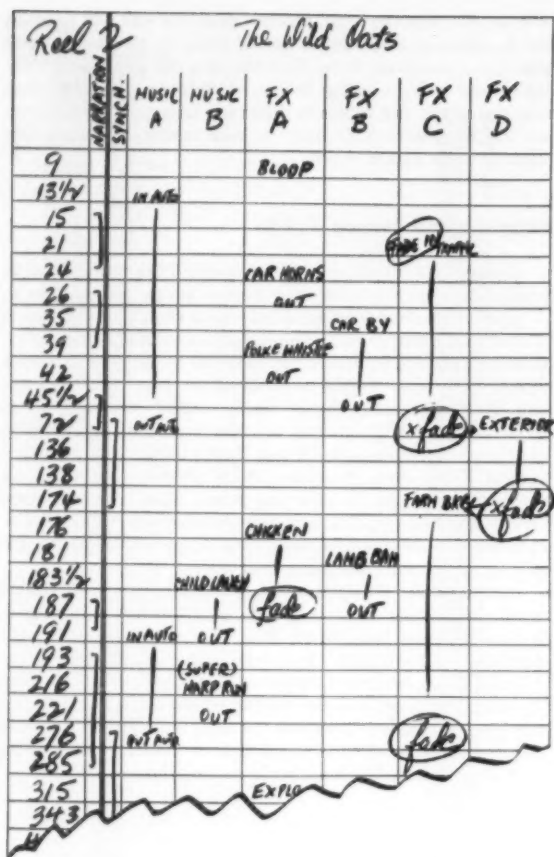 Reel 2 The Wild Oats
NARRATION SYNCH. MUSIC A MUSIC B FX A FX B FX C FX D
9 BLOOP
13½ IN AUTO
15
21 FADE IN
24 CAR HORNS
26 OUT
35 CAR BY
39 POLICE WHISTLE
42 OUT
45½ OUT
72 OUT AUTO xfade EXTERIOR
136
138
174 FARM xfade
176 CHICKEN
181 LAMB BAH
183½ CHILD LAUGH
187 fade OUT
191 IN AUTO OUT
193 (SUPER)
216 HARP RUN
221 OUT
276 OUT AUTO fade
285
315 EXPLO
343